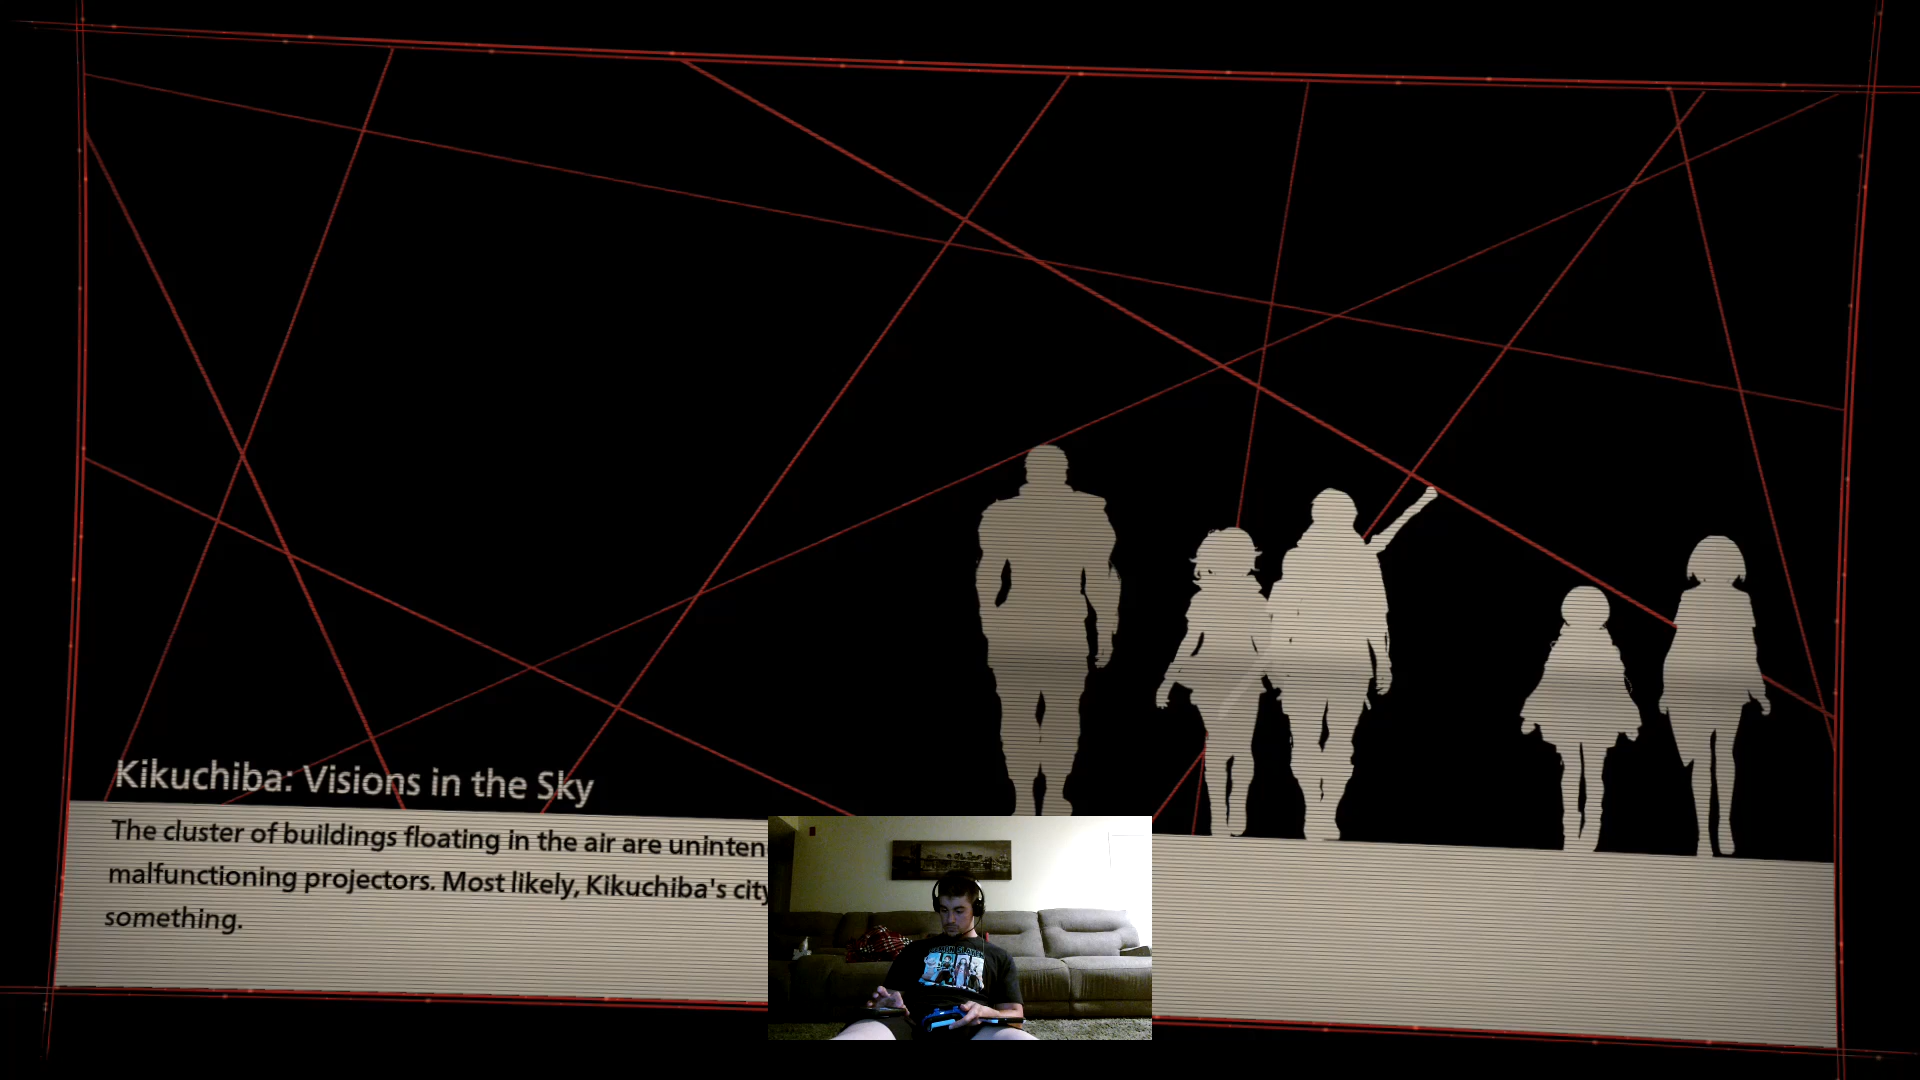 Kikuchiba: Visions in the Sky
The cluster of buildings floating in the air are
malfunctioning projectors. Most likely, Kikuchiba's city
something.